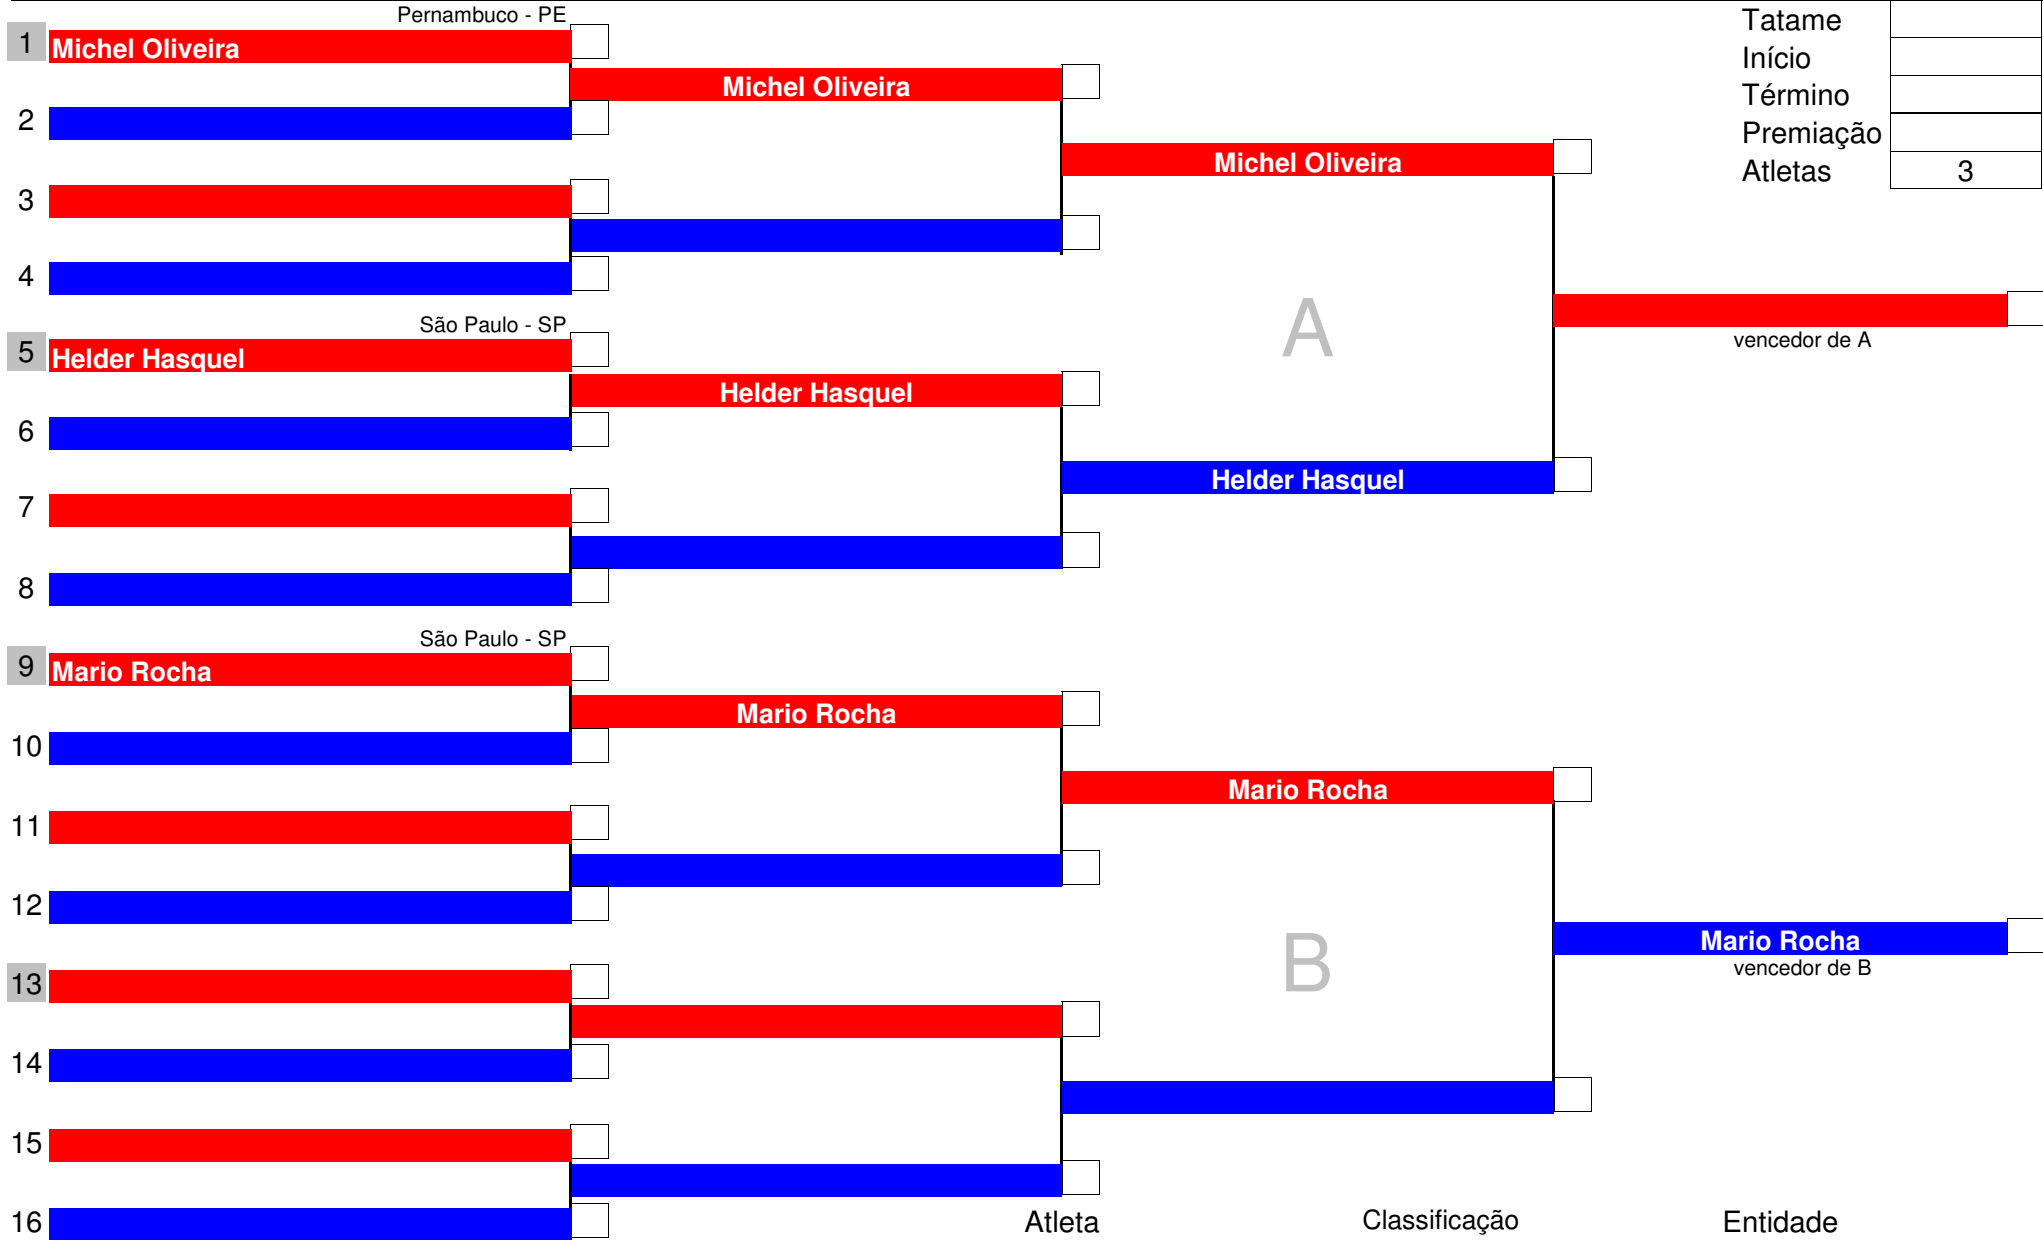 Pernambuco - PE
1 Michel Oliveira
Michel Oliveira
2
Michel Oliveira
3
4
Tatame
Início
Término
Premiação
Atletas 3
São Paulo - SP
5 Helder Hasquel
Helder Hasquel
6
Helder Hasquel
7
8
A
vencedor de A
São Paulo - SP
9 Mario Rocha
Mario Rocha
10
Mario Rocha
11
12
B
Mario Rocha
vencedor de B
13
14
15
16
Atleta Classificação Entidade